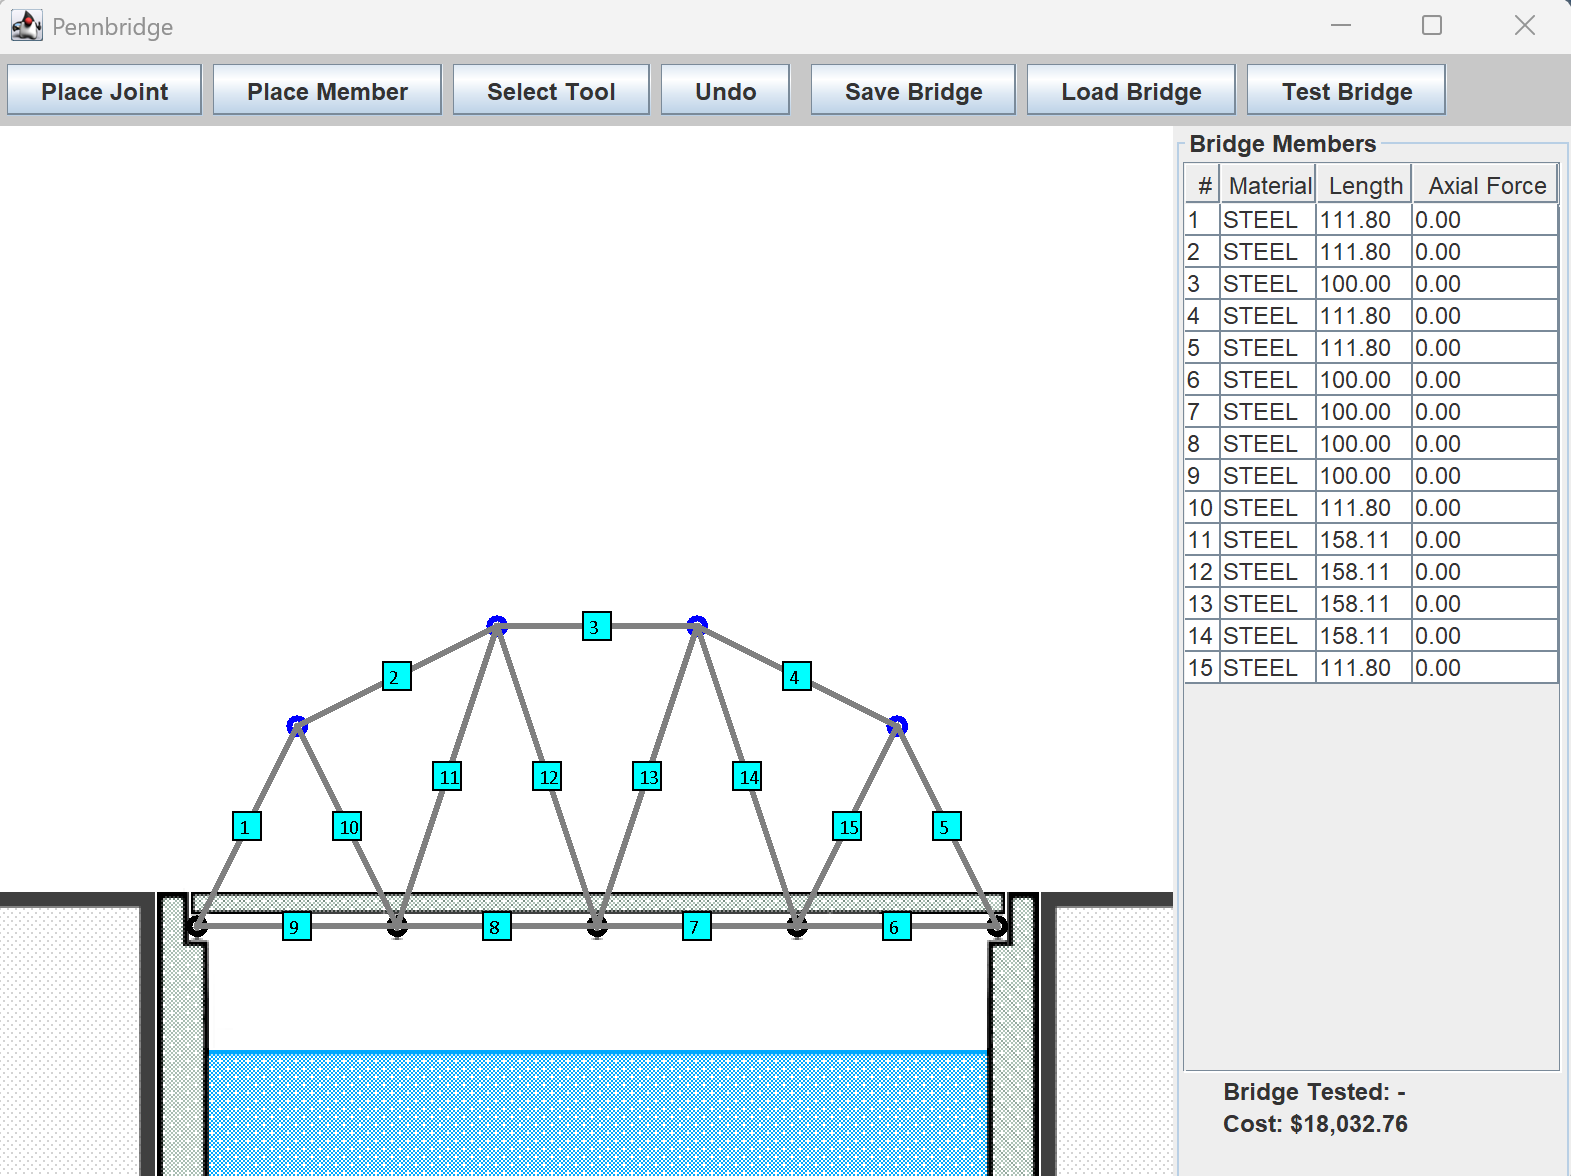 Pennbridge
Place Joint Place Member Select Tool Undo Save Bridge Load Bridge Test Bridge
Bridge Members
# Material Length Axial Force
1 STEEL 111.80 0.00
2 STEEL 111.80 0.00
3 STEEL 100.00 0.00
4 STEEL 111.80 0.00
5 STEEL 111.80 0.00
6 STEEL 100.00 0.00
7 STEEL 100.00 0.00
8 STEEL 100.00 0.00
9 STEEL 100.00 0.00
10 STEEL 111.80 0.00
11 STEEL 158.11 0.00
12 STEEL 158.11 0.00
13 STEEL 158.11 0.00
14 STEEL 158.11 0.00
15 STEEL 111.80 0.00
3
2 4
11 12 13 14
1 10 15 5
9 8 7 6
Bridge Tested: -
Cost: $18,032.76